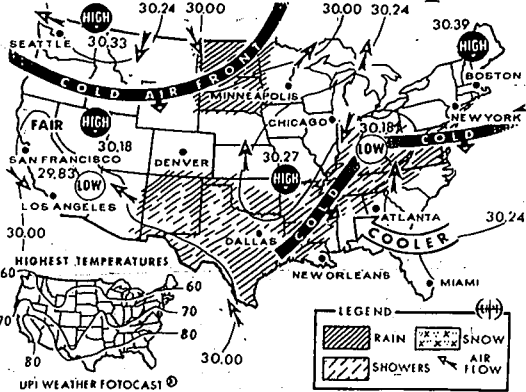 30.24
30.00
30.00
30.24
30.39
HIGH
SEATTLE
30.33
HIGH
BOSTON
COLD AIR FRONT
MINNEAPOLIS
NEW YORK
CHICAGO
30.18
COLD
FAIR
HIGH
LOW
SAN FRANCISCO
30.18
DENVER
30.27
29.83
LOW
HIGH
LOS ANGELES
COLD
ATLANTA
30.24
DALLAS
COOLER
30.00
HIGHEST TEMPERATURES
NEW ORLEANS
MIAMI
60
60
70
70
80
80
30.00
LEGEND
RAIN
SNOW
SHOWERS
AIR
FLOW
UPI WEATHER FOTOCAST ©